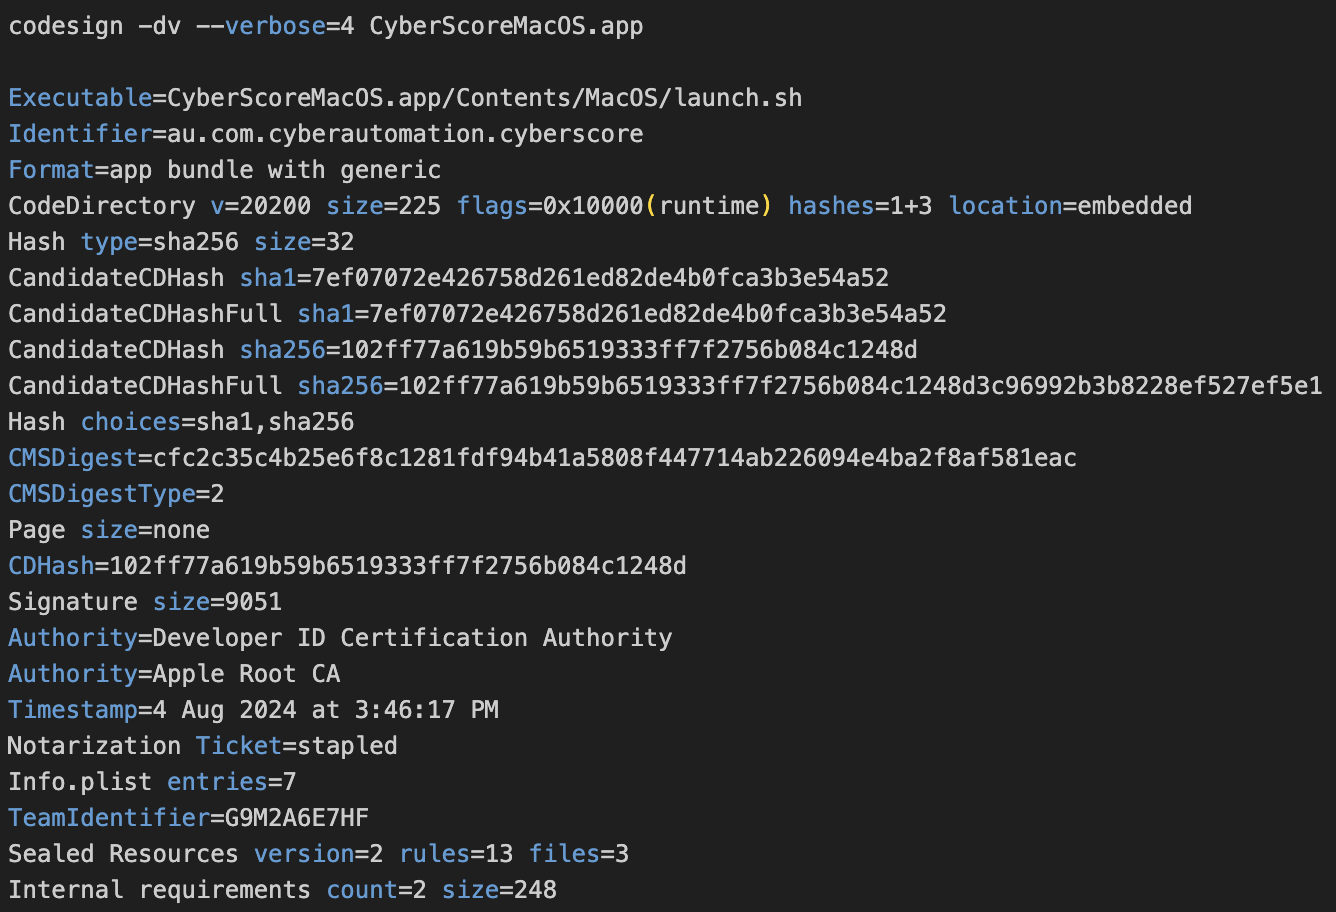 codesign -dv --verbose=4 CyberScoreMacOS.app
Executable=CyberScoreMacOS.app/Contents/MacOS/launch.sh
Identifier=au.com.cyberautomation.cyberscore
Format=app bundle with generic
CodeDirectory v=20200 size=225 flags=0x10000(runtime) hashes=1+3 location=embedded
Hash type=sha256 size=32
CandidateCDHash sha1=7ef07072e426758d261ed82de4b0fca3b3e54a52
CandidateCDHashFull sha1=7ef07072e426758d261ed82de4b0fca3b3e54a52
CandidateCDHash sha256=102ff77a619b59b6519333ff7f2756b084c1248d
CandidateCDHashFull sha256=102ff77a619b59b6519333ff7f2756b084c1248d3c96992b3b8228ef527ef5e1
Hash choices=sha1,sha256
CMSDigest=cfc2c35c4b25e6f8c1281fdf94b41a5808f447714ab226094e4ba2f8af581eac
CMSDigestType=2
Page size=none
CDHash=102ff77a619b59b6519333ff7f2756b084c1248d
Signature size=9051
Authority=Developer ID Certification Authority
Authority=Apple Root CA
Timestamp=4 Aug 2024 at 3:46:17 PM
Notarization Ticket=stapled
Info.plist entries=7
TeamIdentifier=G9M2A6E7HF
Sealed Resources version=2 rules=13 files=3
Internal requirements count=2 size=248